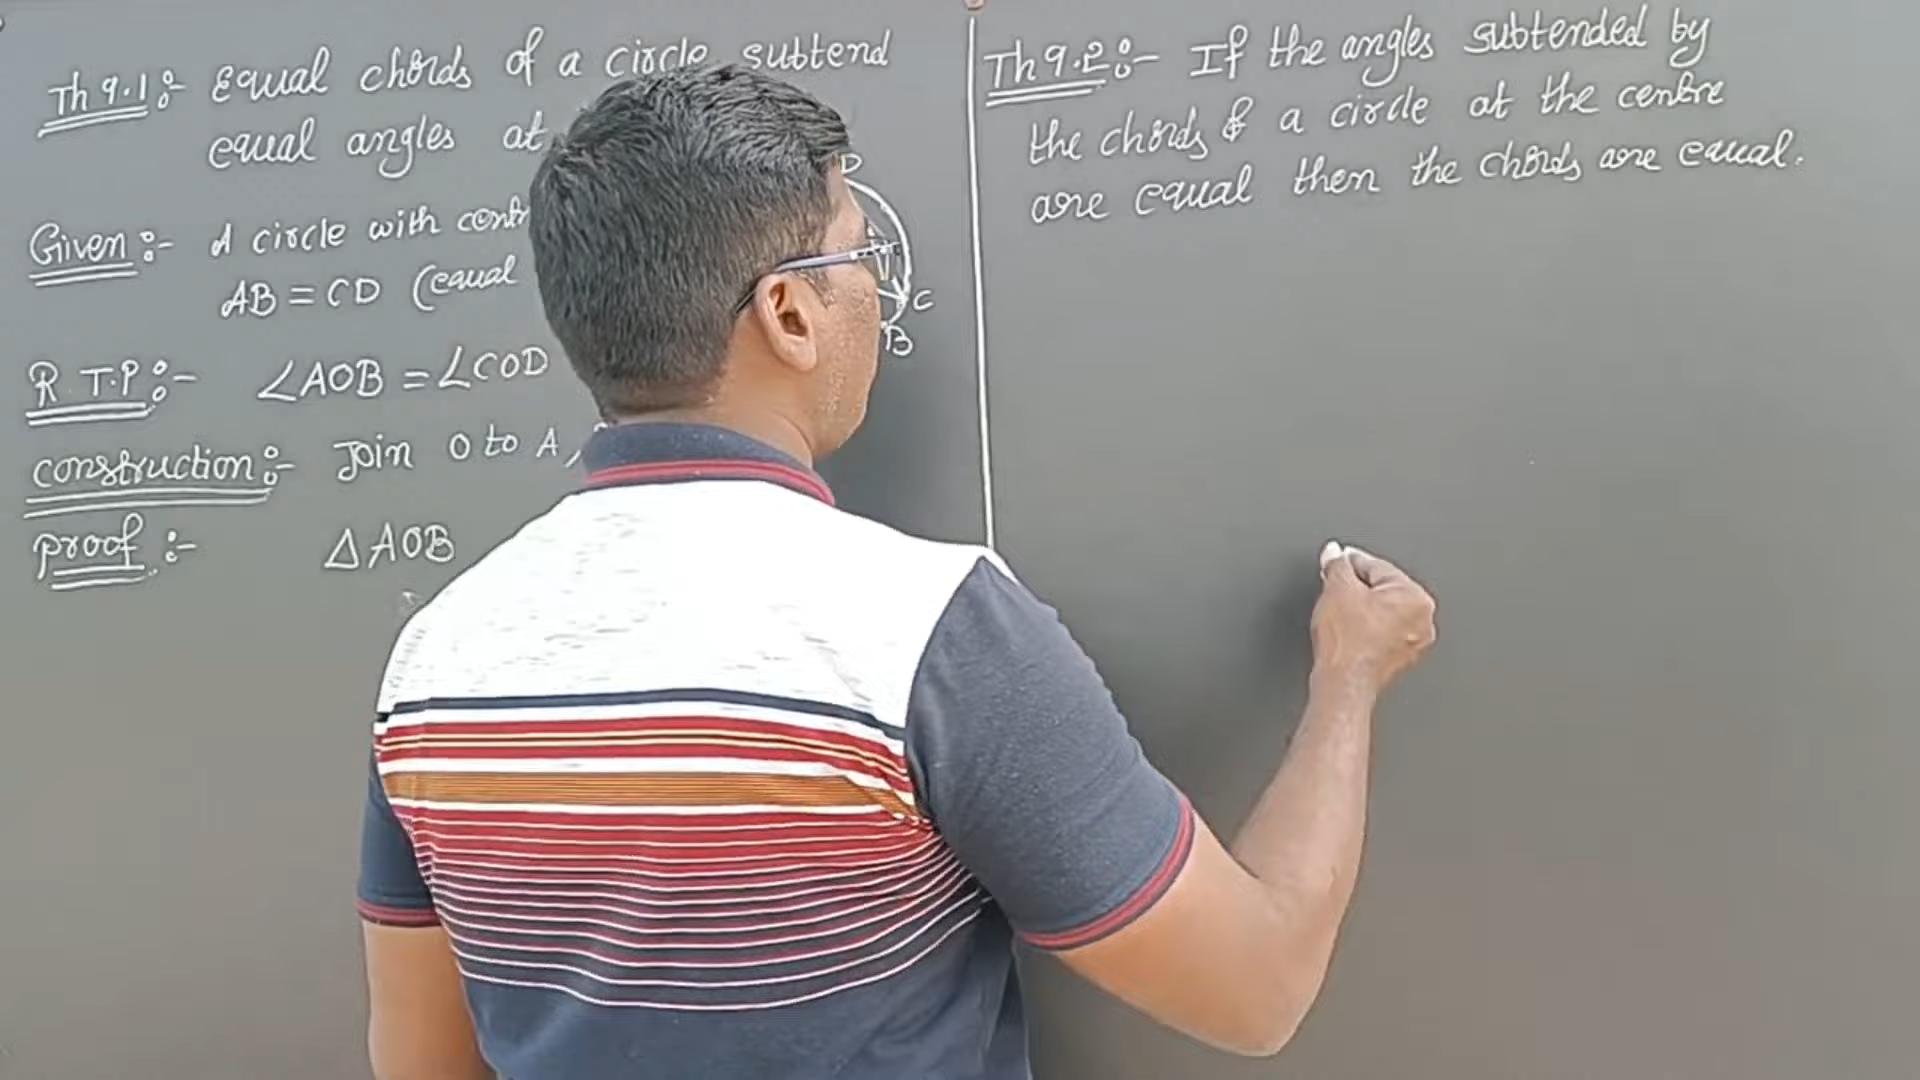 Th 9.1:- Equal chords of a circle subtend
equal angles at
Given:- A circle with
AB = CD (equal
R.T.P:- ∠AOB = ∠COD
construction:- Join O to A,
proof:- △AOB
D
C
B
Th 9.2:- If the angles subtended by
the chords of a circle at the centre
are equal then the chords are equal.